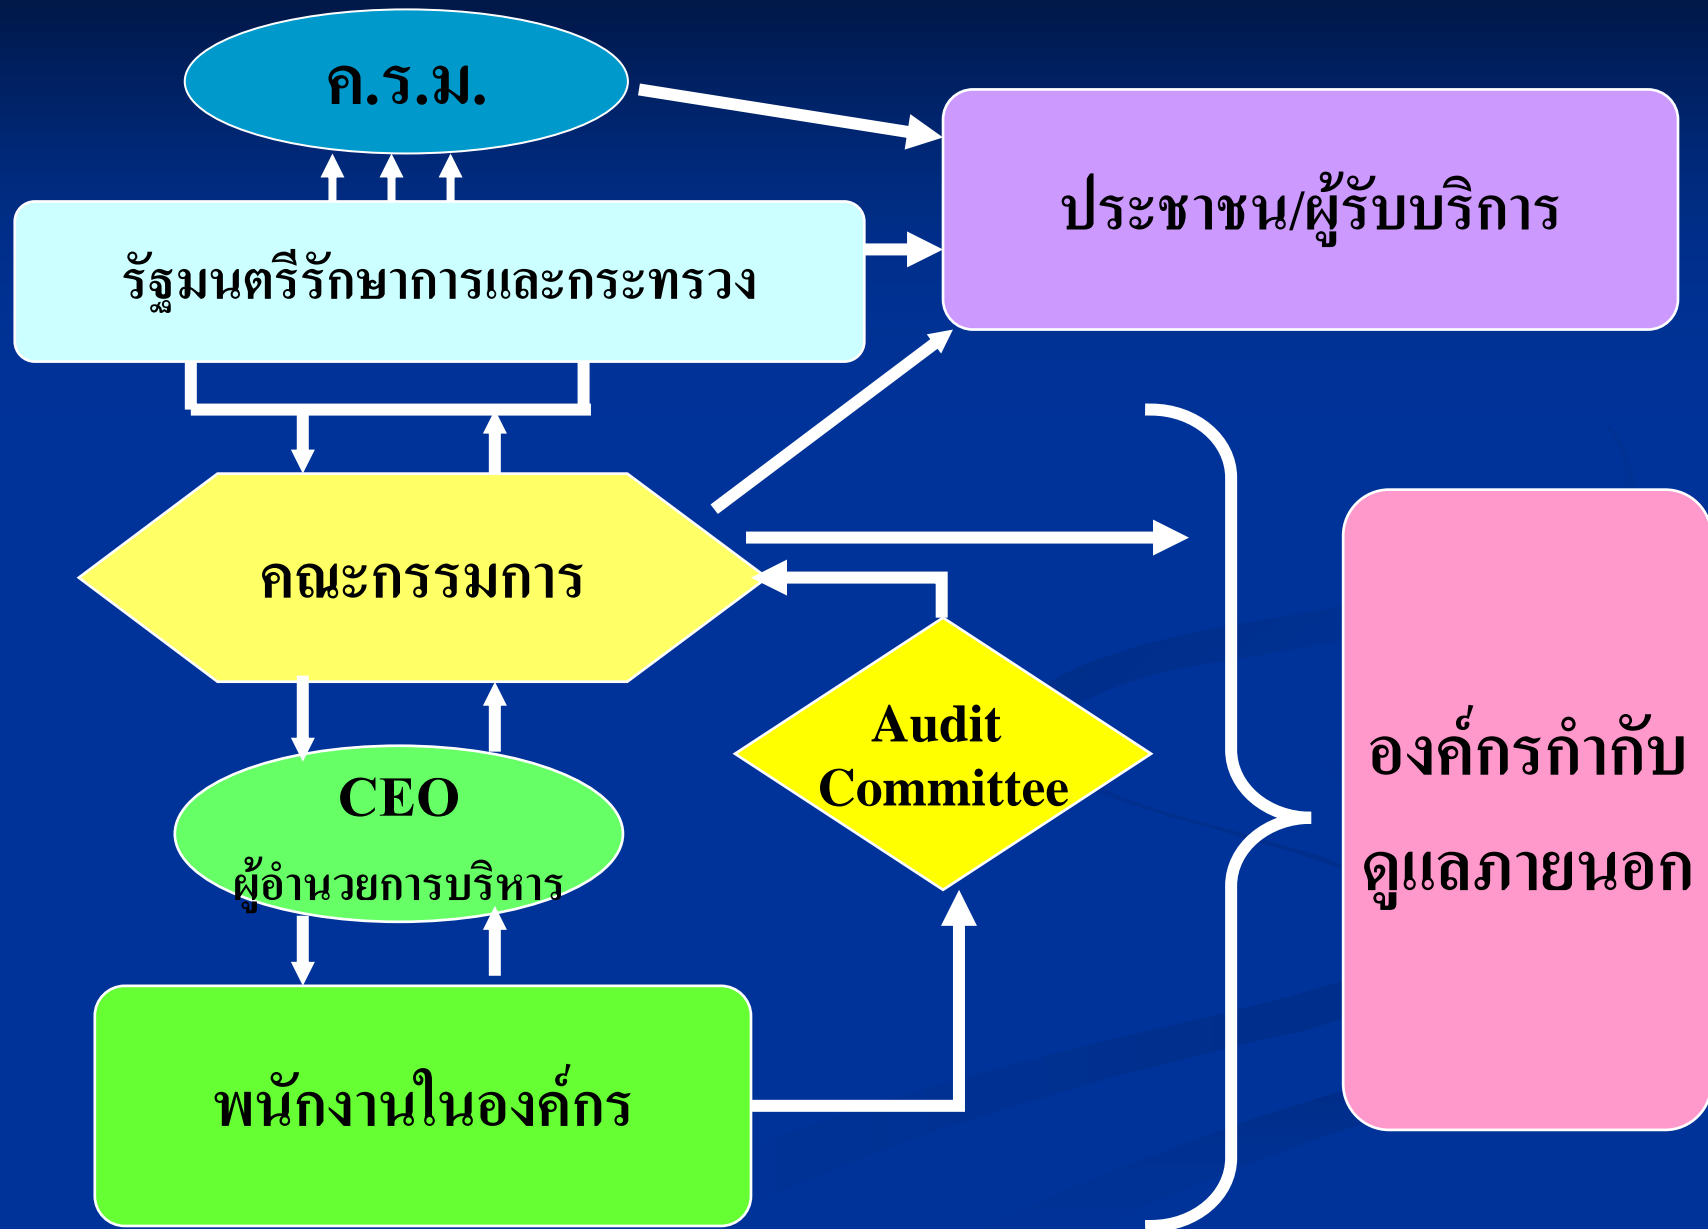 ค.ร.ม.
ประชาชน/ผู้รับบริการ
รัฐมนตรีรักษาการและกระทรวง
คณะกรรมการ
Audit
Committee
CEO
ผู้อำนวยการบริหาร
องค์กรกำกับ
ดูแลภายนอก
พนักงานในองค์กร